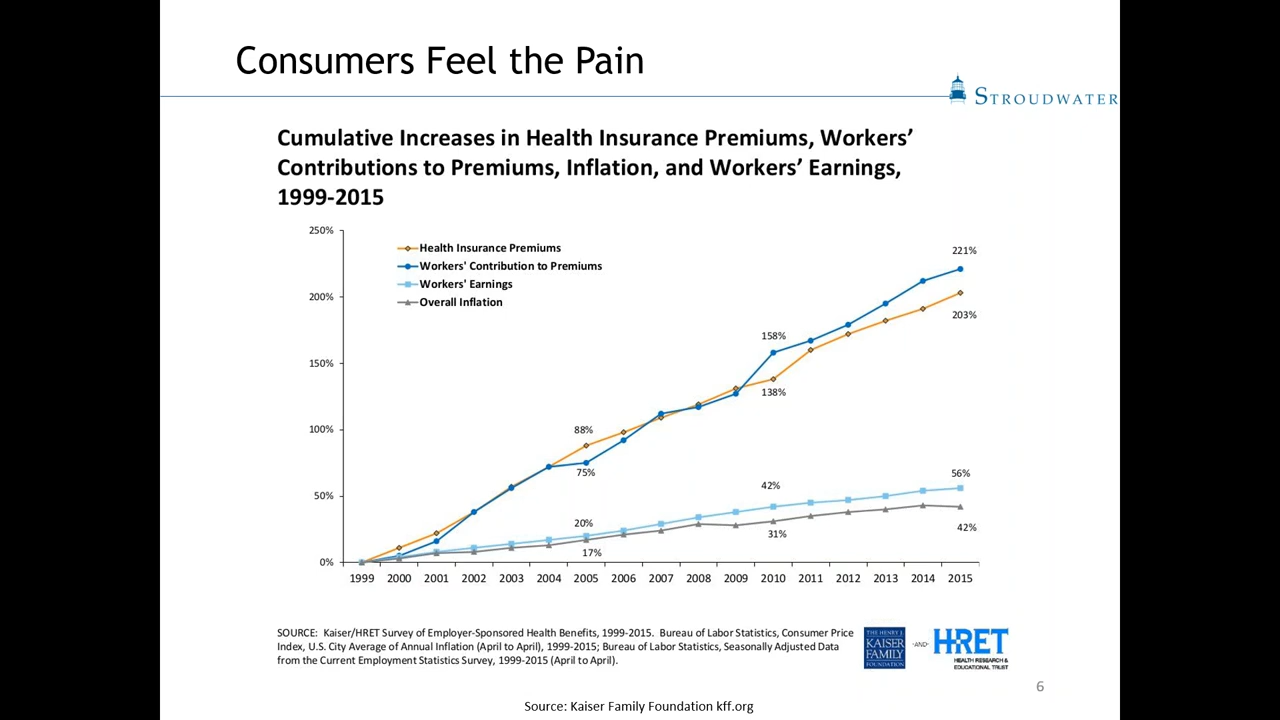 Consumers Feel the Pain
STROUDWATER
Cumulative Increases in Health Insurance Premiums, Workers’
Contributions to Premiums, Inflation, and Workers’ Earnings,
1999-2015
250%
Health Insurance Premiums
221%
Workers' Contribution to Premiums
Workers' Earnings
200%
Overall Inflation
203%
158%
150%
138%
88%
100%
75%
56%
42%
50%
20%
42%
31%
17%
0%
1999 2000 2001 2002 2003 2004 2005 2006 2007 2008 2009 2010 2011 2012 2013 2014 2015
SOURCE: Kaiser/HRET Survey of Employer-Sponsored Health Benefits, 1999-2015. Bureau of Labor Statistics, Consumer Price
Index, U.S. City Average of Annual Inflation (April to April), 1999-2015; Bureau of Labor Statistics, Seasonally Adjusted Data
from the Current Employment Statistics Survey, 1999-2015 (April to April).
THE HENRY J.
KAISER
FAMILY
FOUNDATION
-AND-
HRET
HEALTH RESEARCH &
EDUCATIONAL TRUST
6
Source: Kaiser Family Foundation kff.org